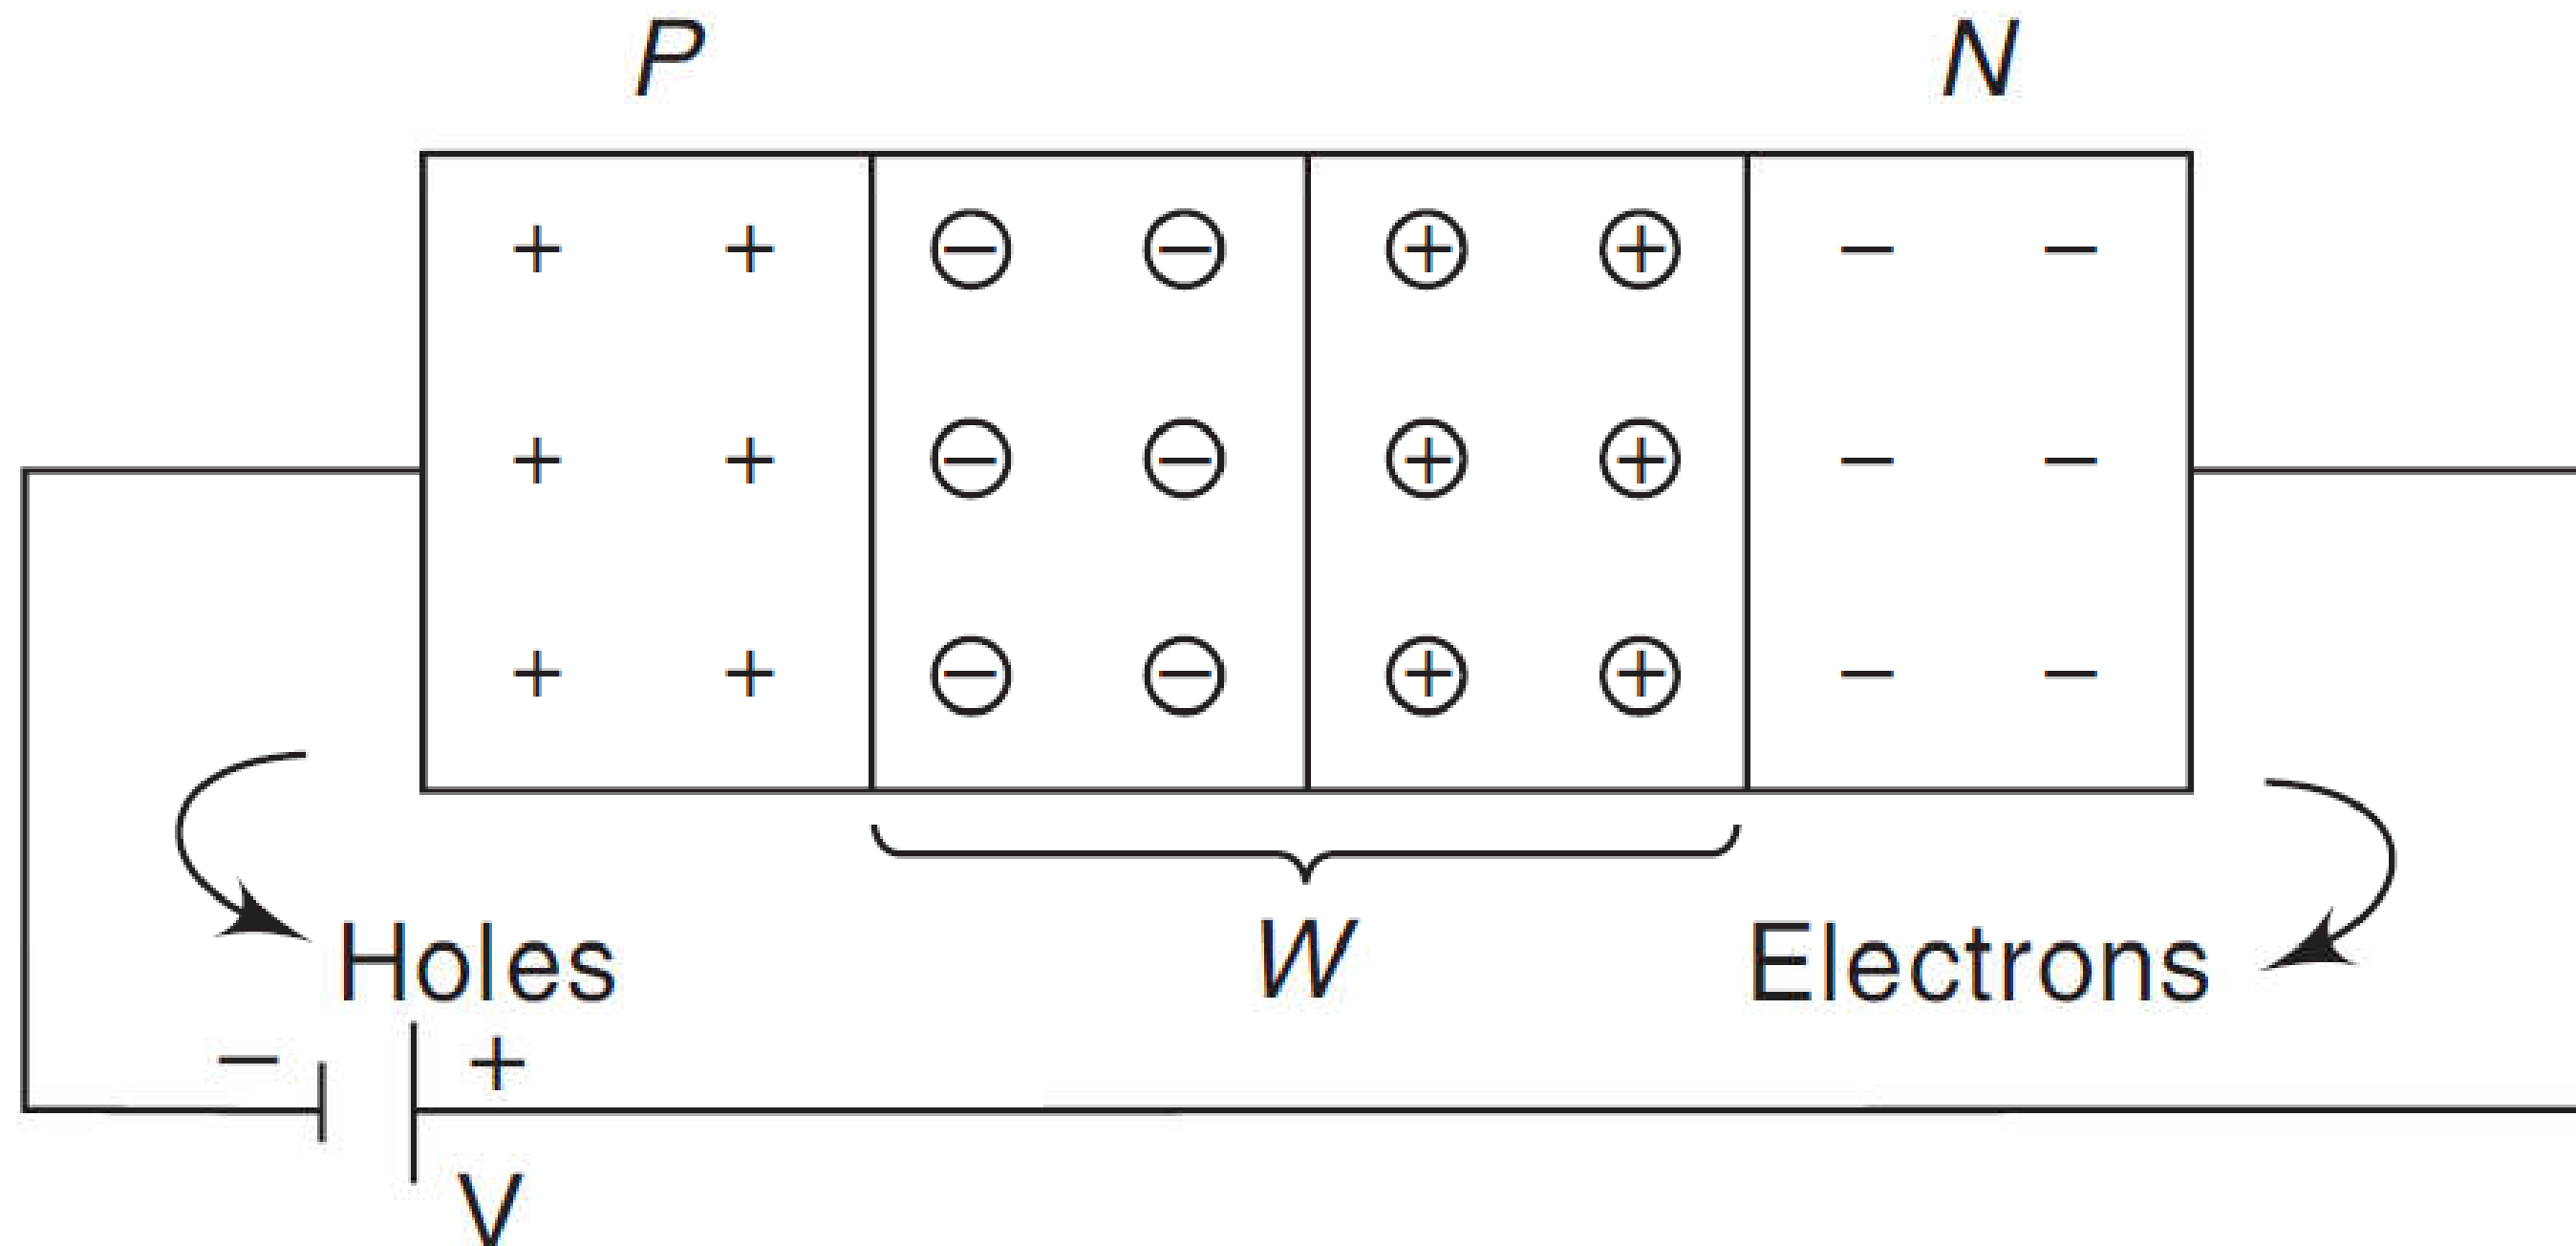 P N
+ + ⊖ ⊖ ⊕ ⊕ − −
+ + ⊖ ⊖ ⊕ ⊕ − −
+ + ⊖ ⊖ ⊕ ⊕ − −
Holes W Electrons
− +
V